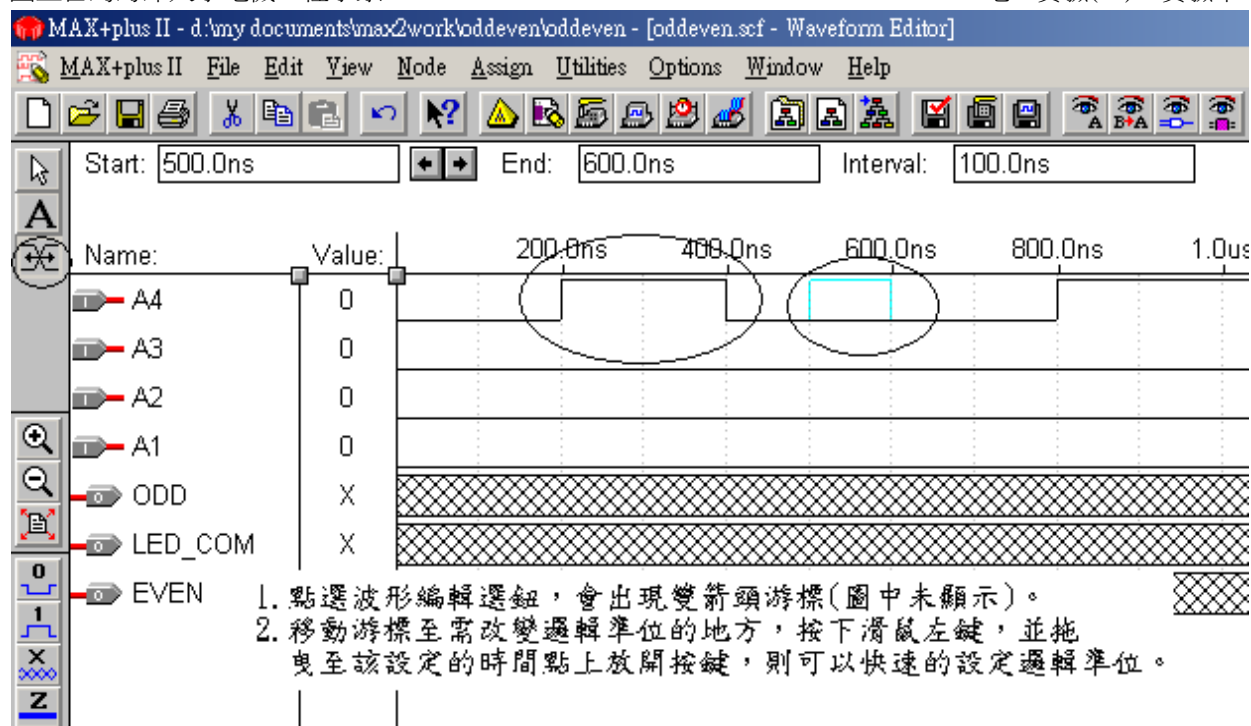 MAX+plus II - d:\my documents\max2work\oddeven\oddeven - [oddeven.scf - Waveform Editor]
MAX+plus II File Edit View Node Assign Utilities Options Window Help
Start: 500.0ns End: 600.0ns Interval: 100.0ns
A
Name: Value: 200.0ns 400.0ns 600.0ns 800.0ns 1.0us
A4 0
A3 0
A2 0
A1 0
ODD X
LED_COM X
EVEN
0
1
X
Z
1. 點選波形編輯選鈕，會出現雙箭頭游標(圖中未顯示)。
2. 移動游標至需改變邏輯準位的地方，按下滑鼠左鍵，並拖
曳至該設定的時間點上放開按鍵，則可以快速的設定邏輯準位。